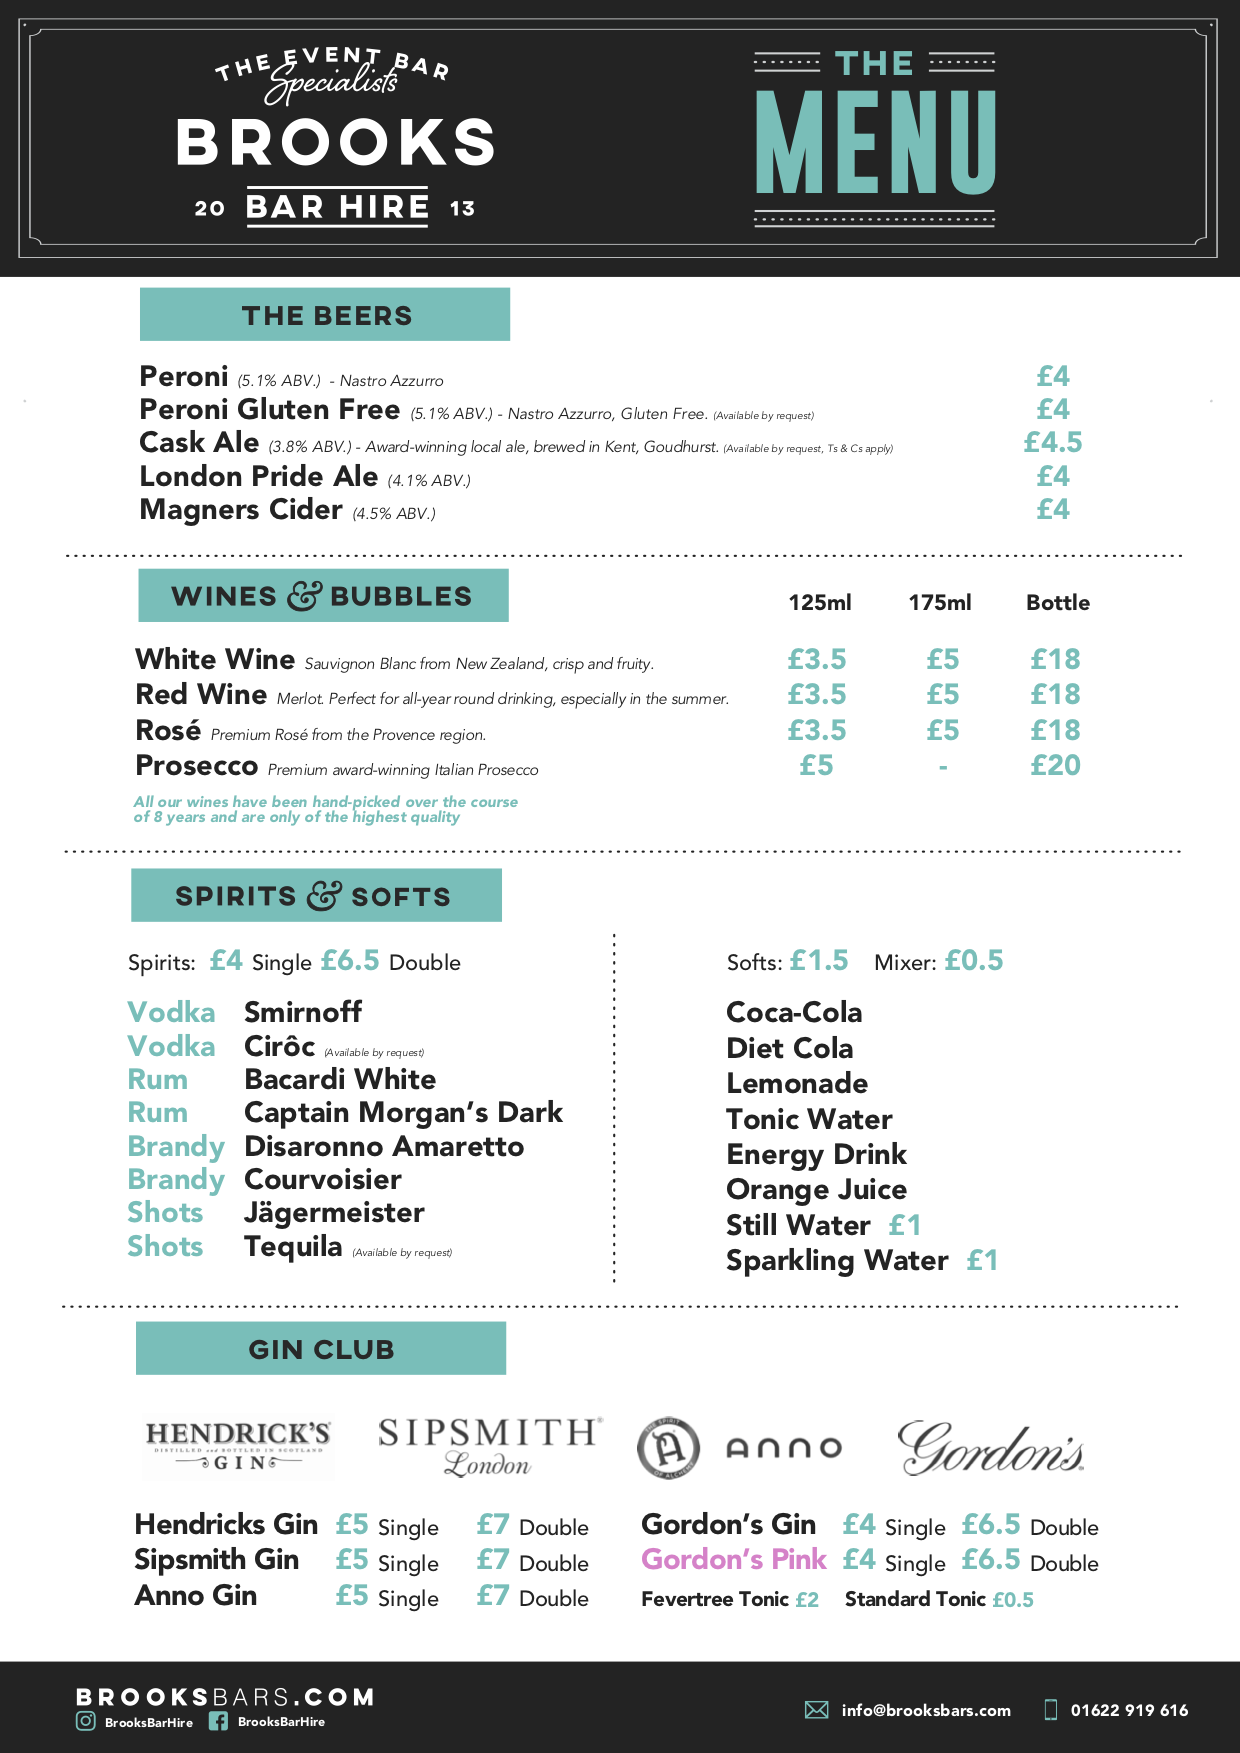 THE EVENT BAR
Specialists
BROOKS
20 BAR HIRE 13
THE
MENU
THE BEERS
Peroni (5.1% ABV.) - Nastro Azzurro £4
Peroni Gluten Free (5.1% ABV.) - Nastro Azzurro, Gluten Free. (Available by request) £4
Cask Ale (3.8% ABV.) - Award-winning local ale, brewed in Kent, Goudhurst. (Available by request, Ts & Cs apply) £4.5
London Pride Ale (4.1% ABV.) £4
Magners Cider (4.5% ABV.) £4
WINES & BUBBLES 125ml 175ml Bottle
White Wine Sauvignon Blanc from New Zealand, crisp and fruity. £3.5 £5 £18
Red Wine Merlot. Perfect for all-year round drinking, especially in the summer. £3.5 £5 £18
Rosé Premium Rosé from the Provence region. £3.5 £5 £18
Prosecco Premium award-winning Italian Prosecco £5 - £20
All our wines have been hand-picked over the course
of 8 years and are only of the highest quality
SPIRITS & SOFTS
Spirits: £4 Single £6.5 Double
Vodka Smirnoff
Vodka Cirôc (Available by request)
Rum Bacardi White
Rum Captain Morgan's Dark
Brandy Disaronno Amaretto
Brandy Courvoisier
Shots Jägermeister
Shots Tequila (Available by request)
Softs: £1.5 Mixer: £0.5
Coca-Cola
Diet Cola
Lemonade
Tonic Water
Energy Drink
Orange Juice
Still Water £1
Sparkling Water £1
GIN CLUB
HENDRICK'S
DISTILLED and BOTTLED IN SCOTLAND
GIN
SIPSMITH®
London
THE SPIRIT
A
OF ALCHEMY
anno
Gordon's
Hendricks Gin £5 Single £7 Double
Sipsmith Gin £5 Single £7 Double
Anno Gin £5 Single £7 Double
Gordon's Gin £4 Single £6.5 Double
Gordon's Pink £4 Single £6.5 Double
Fevertree Tonic £2 Standard Tonic £0.5
BROOKSBARS.COM
BrooksBarHire BrooksBarHire
info@brooksbars.com 01622 919 616